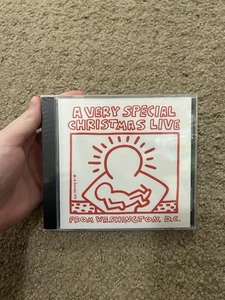 A VERY SPECIAL
CHRISTMAS LIVE
FROM WASHINGTON, D.C.